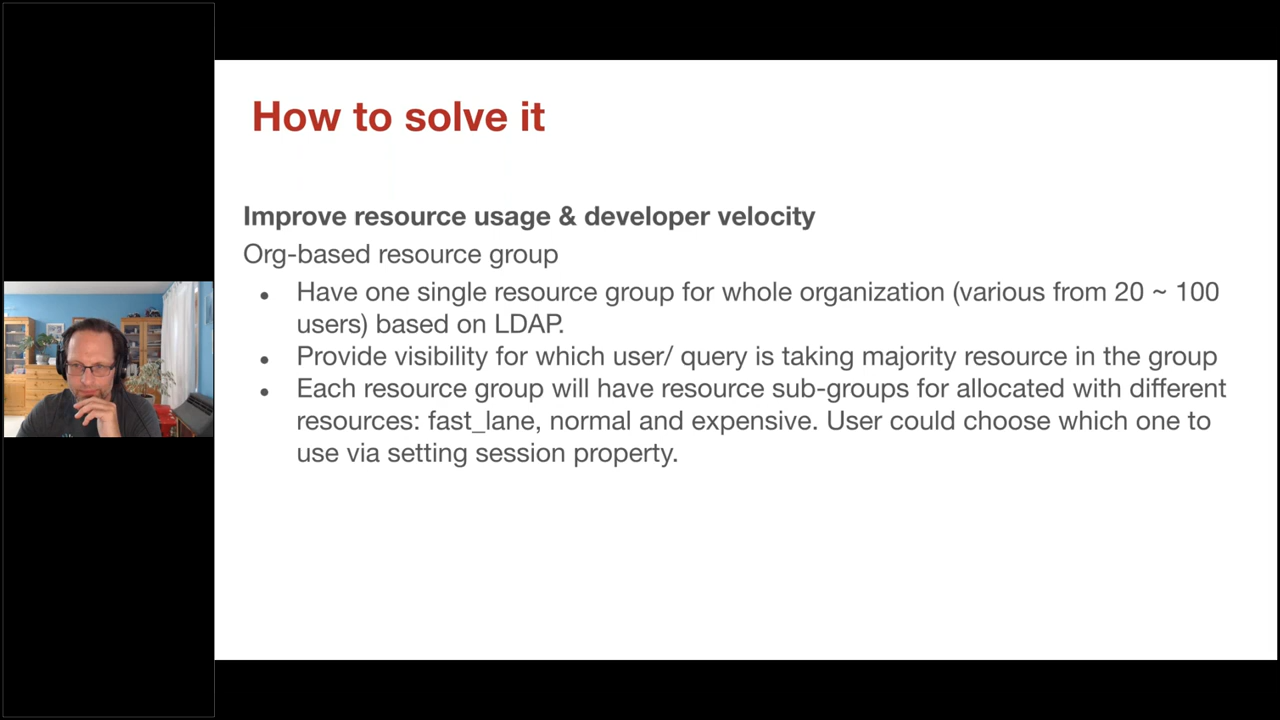 How to solve it
Improve resource usage & developer velocity
Org-based resource group
● Have one single resource group for whole organization (various from 20 ~ 100
users) based on LDAP.
● Provide visibility for which user/ query is taking majority resource in the group
● Each resource group will have resource sub-groups for allocated with different
resources: fast_lane, normal and expensive. User could choose which one to
use via setting session property.